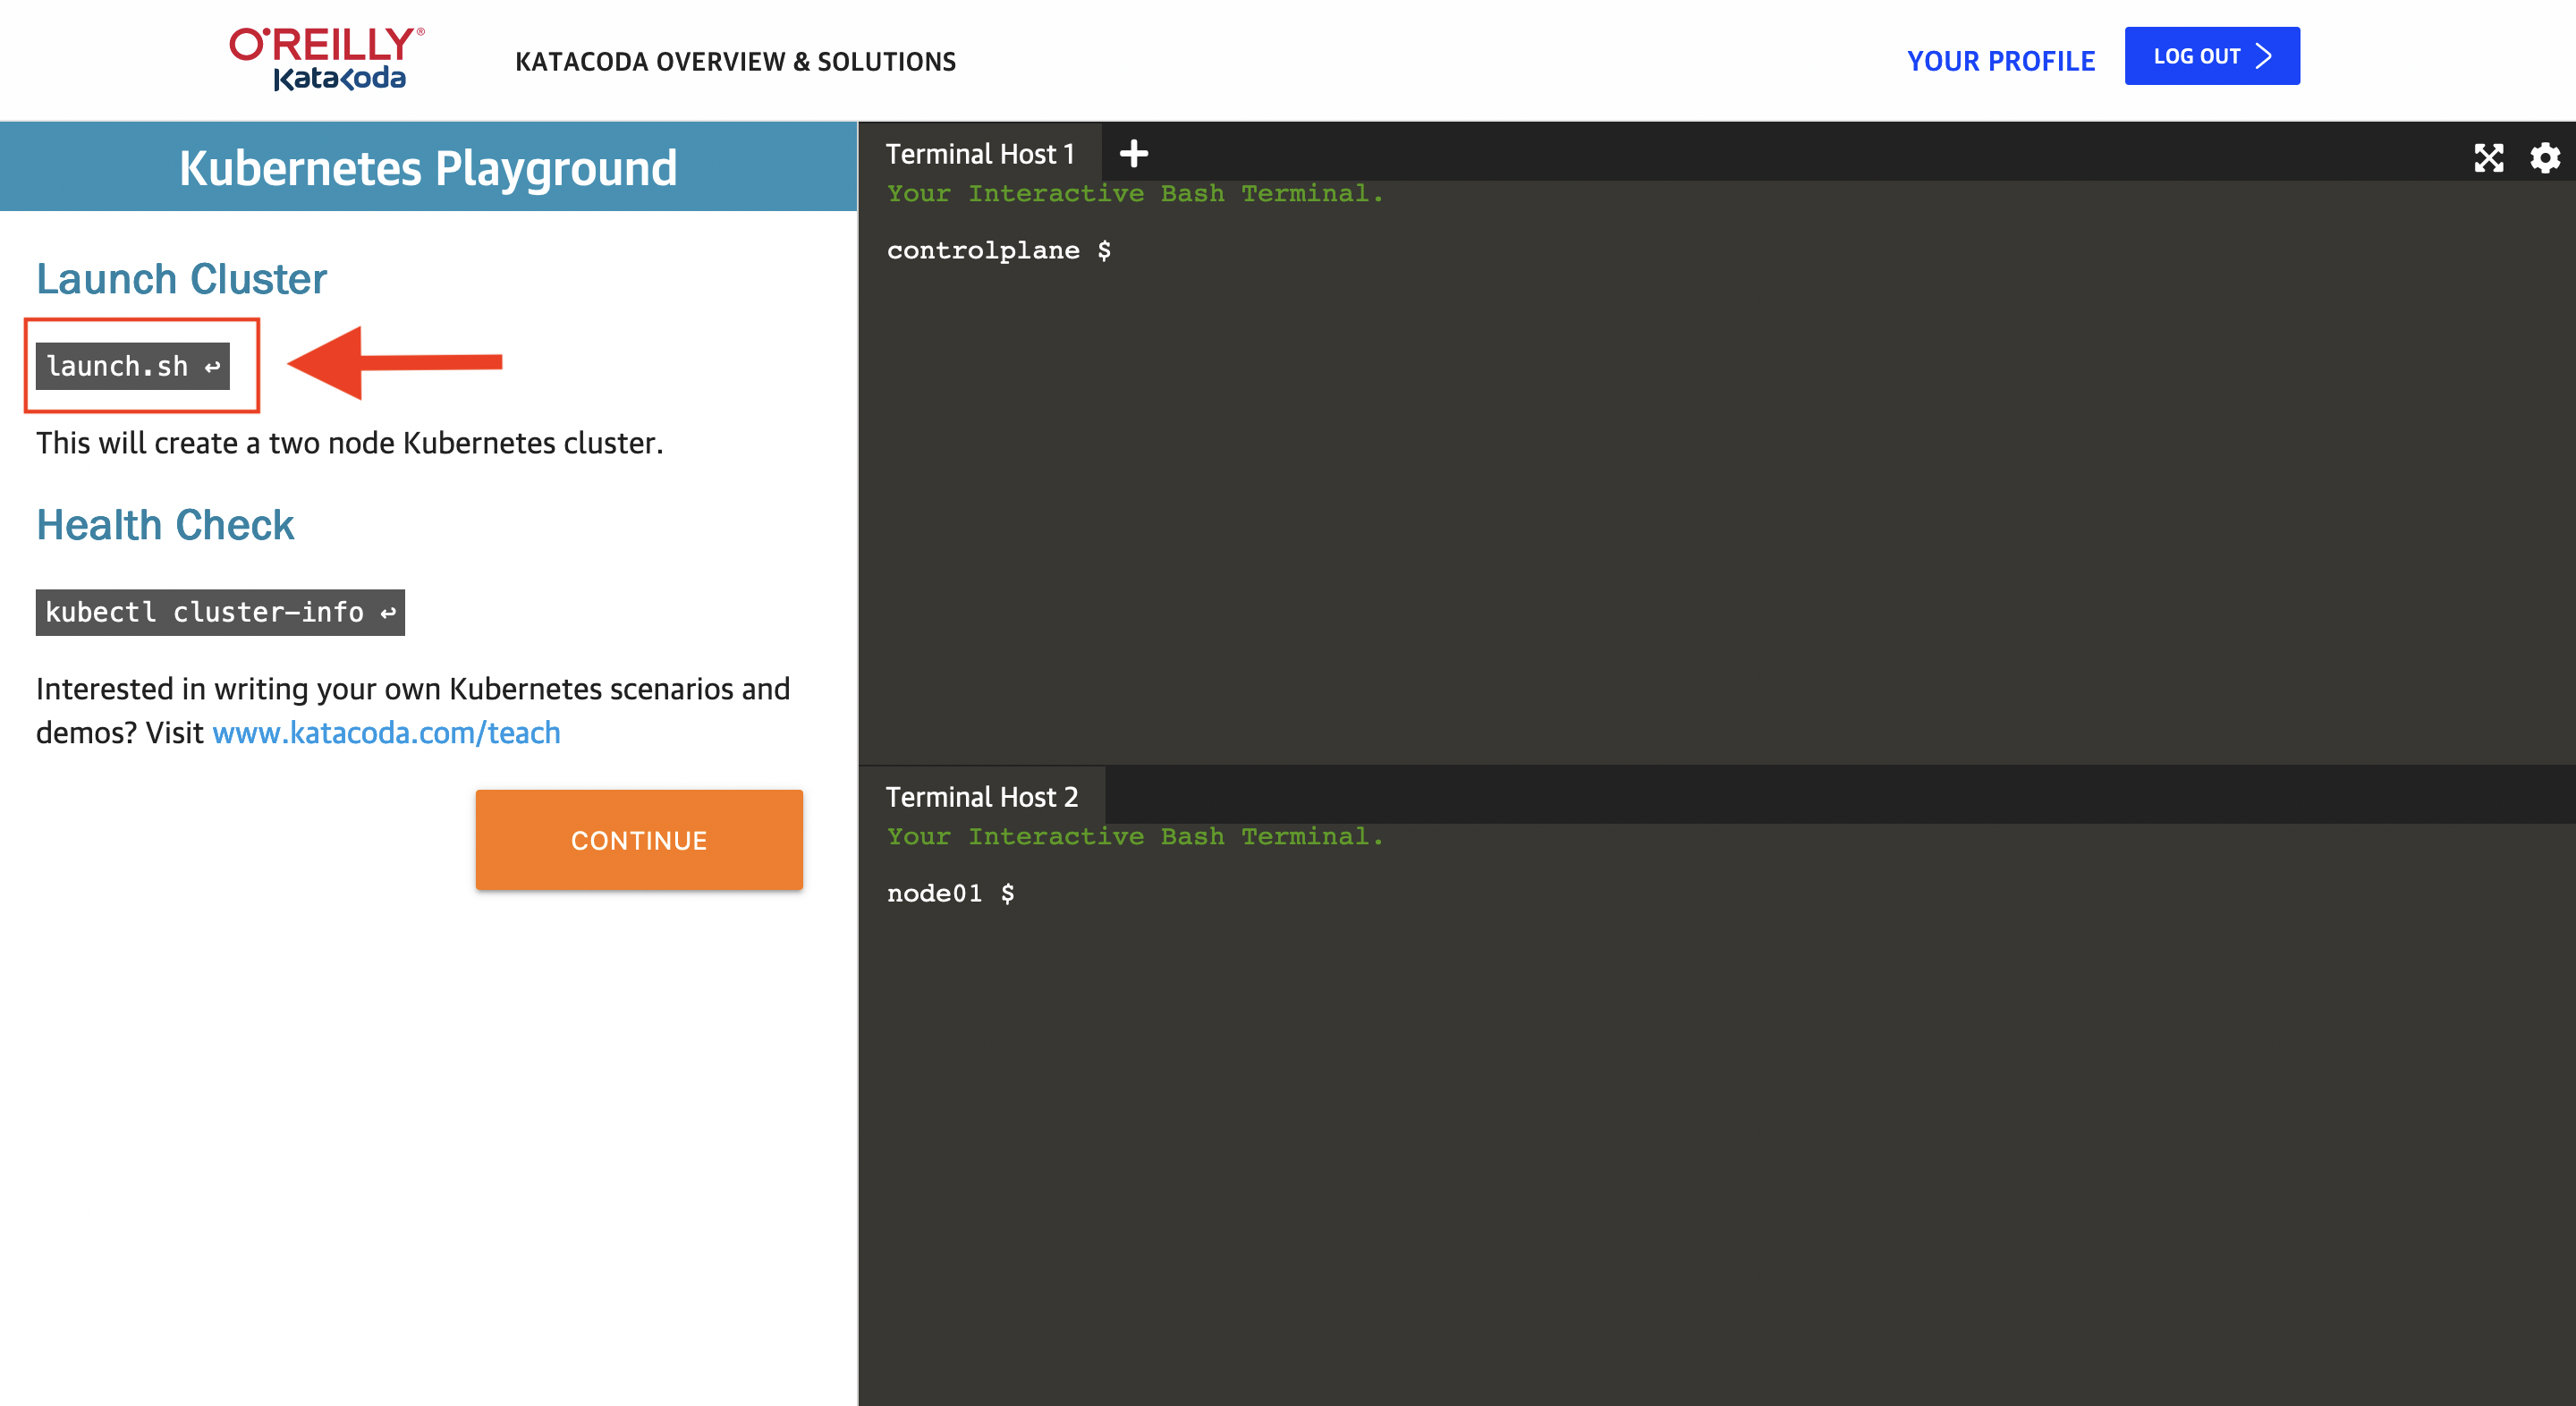 O'REILLY®
KataKoda
KATACODA OVERVIEW & SOLUTIONS
YOUR PROFILE
LOG OUT
Kubernetes Playground
Launch Cluster
launch.sh ↩
This will create a two node Kubernetes cluster.
Health Check
kubectl cluster-info ↩
Interested in writing your own Kubernetes scenarios and
demos? Visit www.katacoda.com/teach
CONTINUE
Terminal Host 1
Your Interactive Bash Terminal.
controlplane $
Terminal Host 2
Your Interactive Bash Terminal.
node01 $